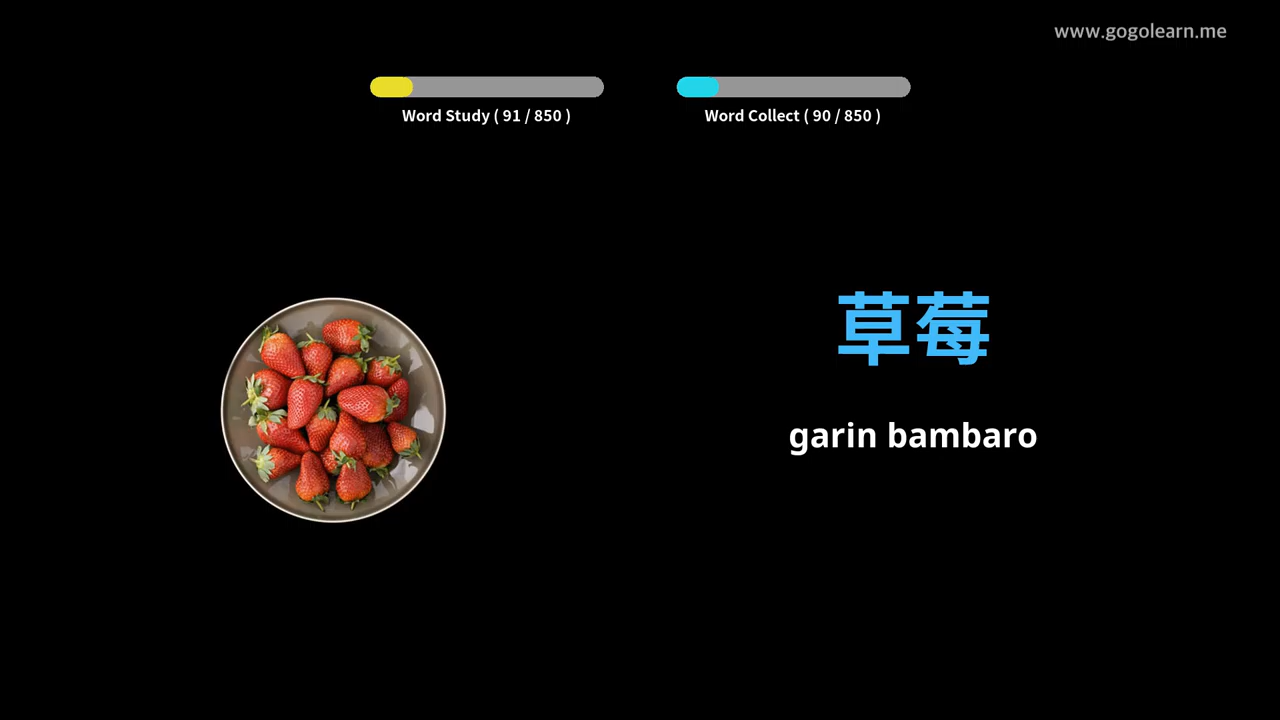 www.gogolearn.me
Word Study ( 91 / 850 )
Word Collect ( 90 / 850 )
草莓
garin bambaro